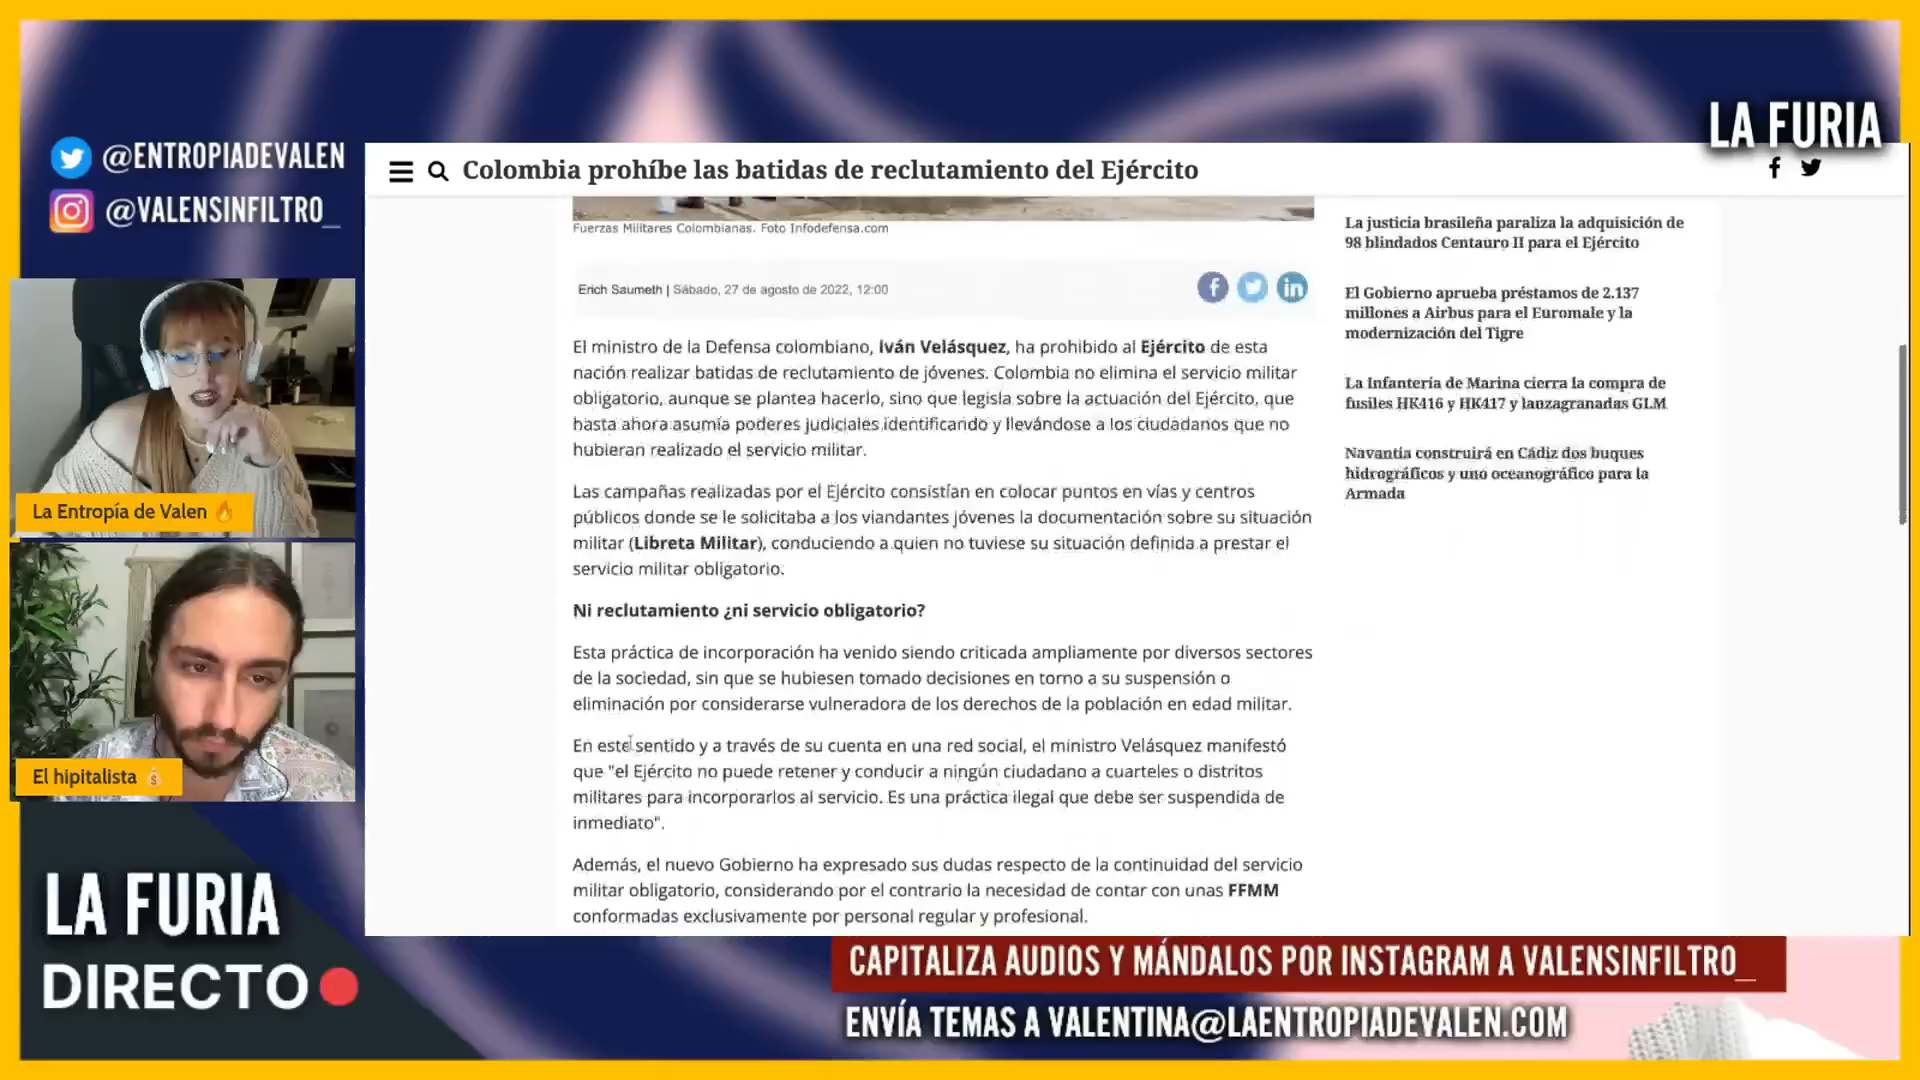 LA FURIA
@ENTROPIADEVALEN
@VALENSINFILTRO_
Colombia prohíbe las batidas de reclutamiento del Ejército
Fuerzas Militares Colombianas. Foto Infodefensa.com
Erich Saumeth | Sábado, 27 de agosto de 2022, 12:00
El ministro de la Defensa colombiano, Iván Velásquez, ha prohibido al Ejército de esta
nación realizar batidas de reclutamiento de jóvenes. Colombia no elimina el servicio militar
obligatorio, aunque se plantea hacerlo, sino que legisla sobre la actuación del Ejército, que
hasta ahora asumía poderes judiciales identificando y llevándose a los ciudadanos que no
hubieran realizado el servicio militar.
Las campañas realizadas por el Ejército consistían en colocar puntos en vías y centros
públicos donde se le solicitaba a los viandantes jóvenes la documentación sobre su situación
militar (Libreta Militar), conduciendo a quien no tuviese su situación definida a prestar el
servicio militar obligatorio.
Ni reclutamiento ¿ni servicio obligatorio?
Esta práctica de incorporación ha venido siendo criticada ampliamente por diversos sectores
de la sociedad, sin que se hubiesen tomado decisiones en torno a su suspensión o
eliminación por considerarse vulneradora de los derechos de la población en edad militar.
En este sentido y a través de su cuenta en una red social, el ministro Velásquez manifestó
que "el Ejército no puede retener y conducir a ningún ciudadano a cuarteles o distritos
militares para incorporarlos al servicio. Es una práctica ilegal que debe ser suspendida de
inmediato".
Además, el nuevo Gobierno ha expresado sus dudas respecto de la continuidad del servicio
militar obligatorio, considerando por el contrario la necesidad de contar con unas FFMM
conformadas exclusivamente por personal regular y profesional.
La justicia brasileña paraliza la adquisición de
98 blindados Centauro II para el Ejército
El Gobierno aprueba préstamos de 2.137
millones a Airbus para el Euromale y la
modernización del Tigre
La Infantería de Marina cierra la compra de
fusiles HK416 y HK417 y lanzagranadas GLM
Navantia construirá en Cádiz dos buques
hidrográficos y uno oceanográfico para la
Armada
La Entropía de Valen 🔥
El hipitalista 💰
LA FURIA
DIRECTO
CAPITALIZA AUDIOS Y MÁNDALOS POR INSTAGRAM A VALENSINFILTRO_
ENVÍA TEMAS A VALENTINA@LAENTROPIADEVALEN.COM